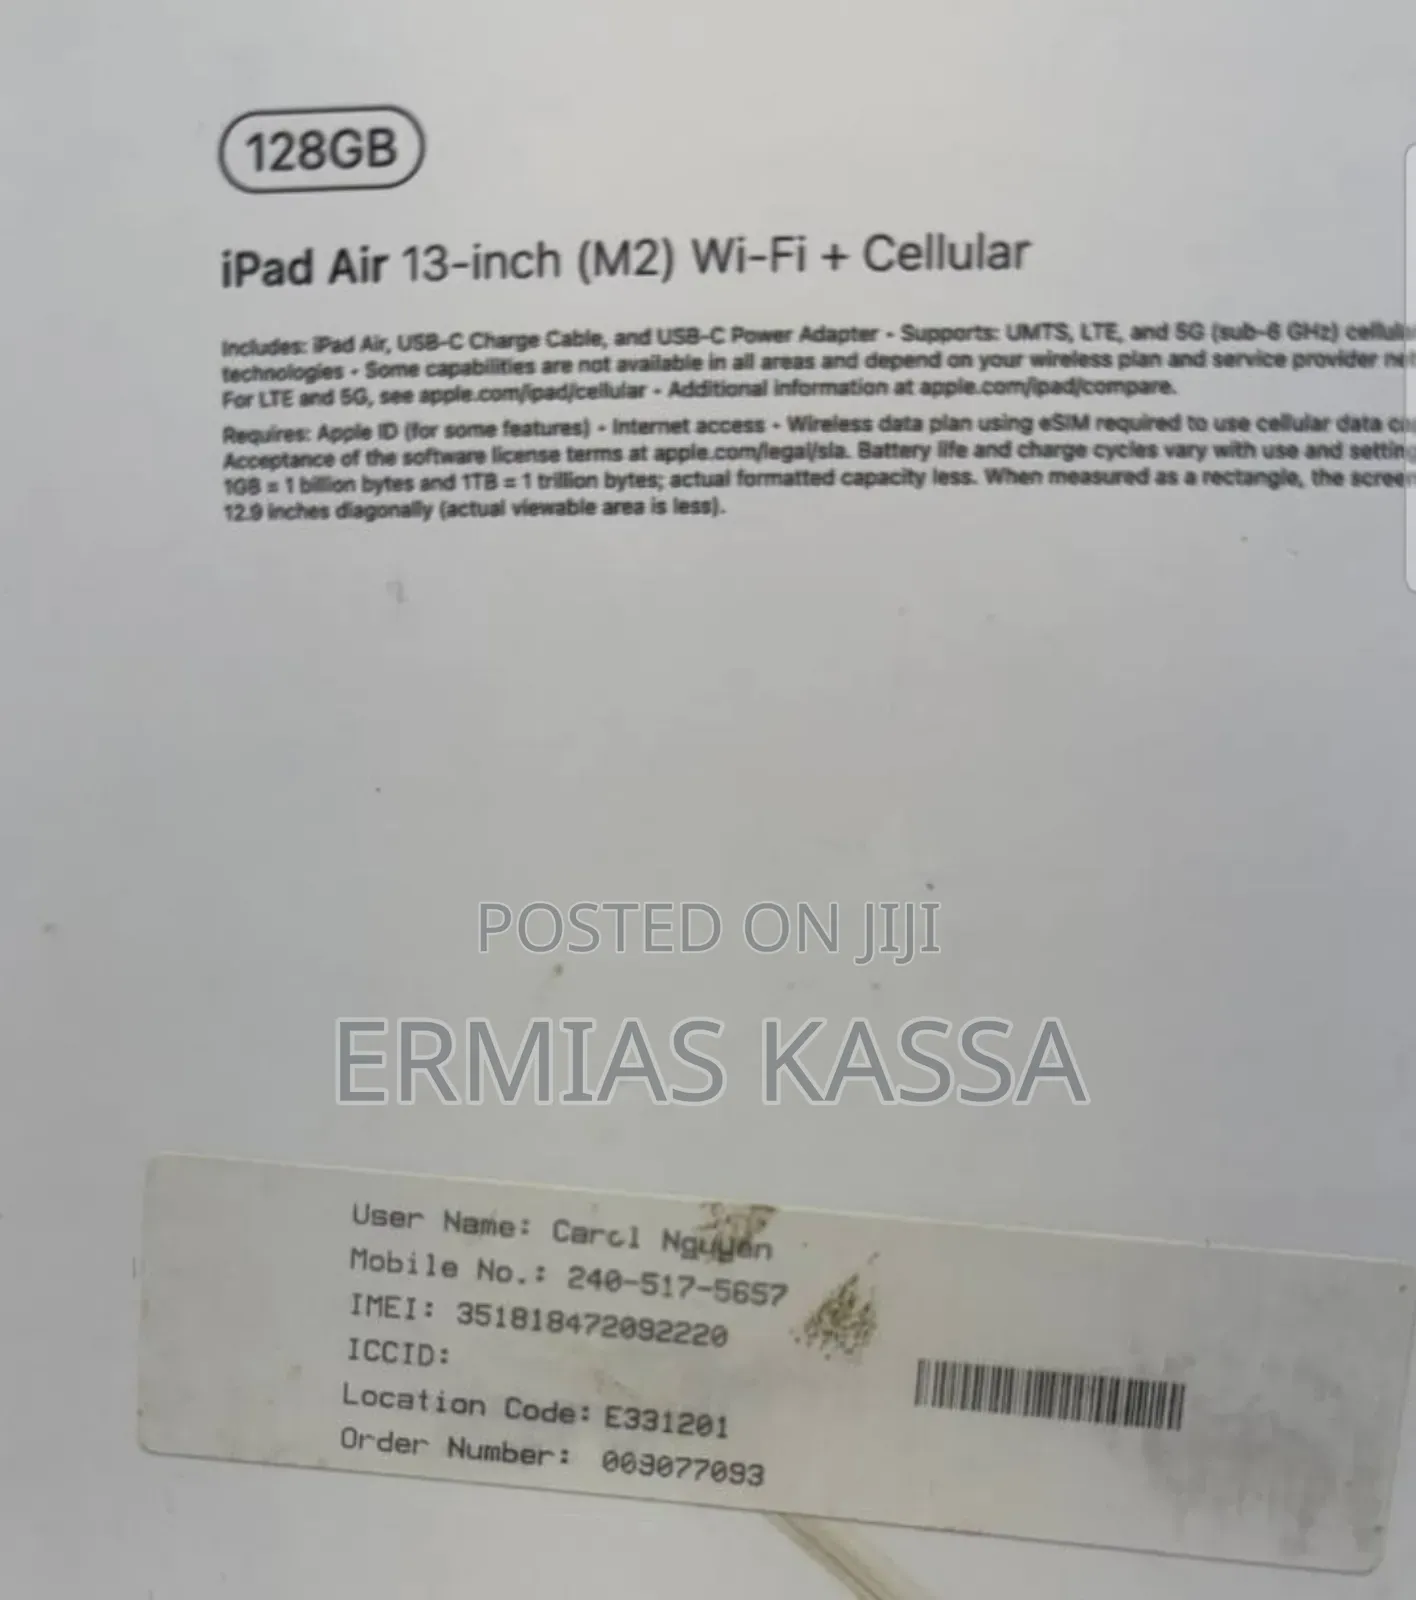 128GB
iPad Air 13-inch (M2) Wi-Fi + Cellular
Includes: iPad Air, USB-C Charge Cable, and USB-C Power Adapter • Supports: UMTS, LTE, and 5G (sub-6 GHz)
technologies • Some capabilities are not available in all areas and depend on your wireless plan and service provider
For LTE and 5G, see apple.com/ipad/cellular • Additional information at apple.com/ipad/compare.
Requires: Apple ID (for some features) • Internet access • Wireless data plan using eSIM required to use cellular data
Acceptance of the software license terms at apple.com/legal/sla. Battery life and charge cycles vary with use and
1GB = 1 billion bytes and 1TB = 1 trillion bytes; actual formatted capacity less. When measured as a rectangle, the
12.9 inches diagonally (actual viewable area is less).
POSTED ON JIJI
ERMIAS KASSA
User Name: Carol Nguyen
Mobile No.: 240-517-5657
IMEI: 351818472092220
ICCID:
Location Code: E331201
Order Number: 009077093